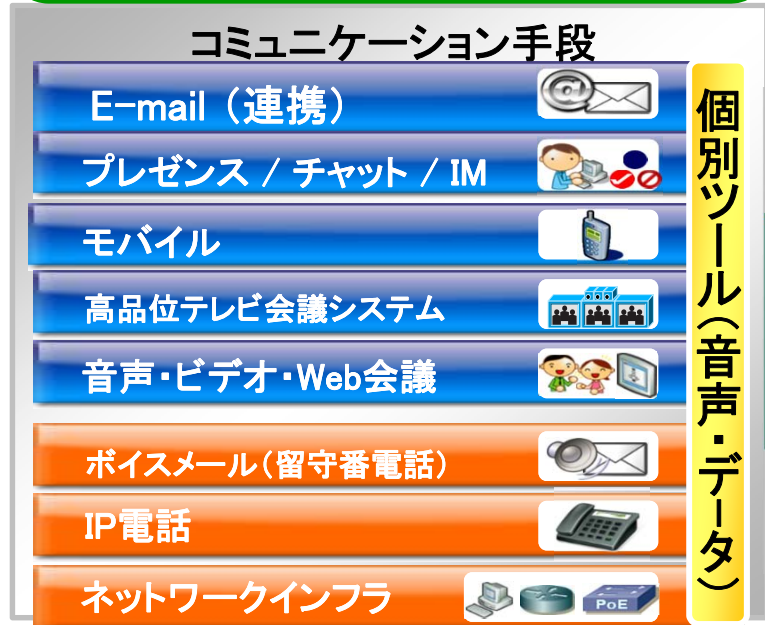 コミュニケーション手段
E-mail（連携）
プレゼンス / チャット / IM
モバイル
高品位テレビ会議システム
音声・ビデオ・Web会議
ボイスメール（留守番電話）
IP電話
ネットワークインフラ
PoE
個別ツール（音声・データ）